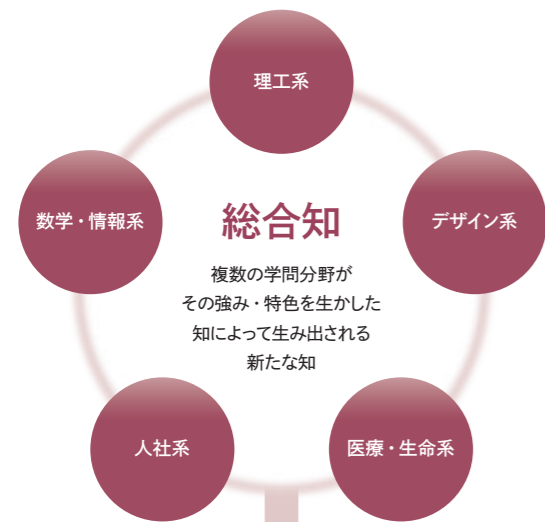 理工系
数学・情報系
デザイン系
総合知
複数の学問分野が
その強み・特色を生かした
知によって生み出される
新たな知
人社系
医療・生命系